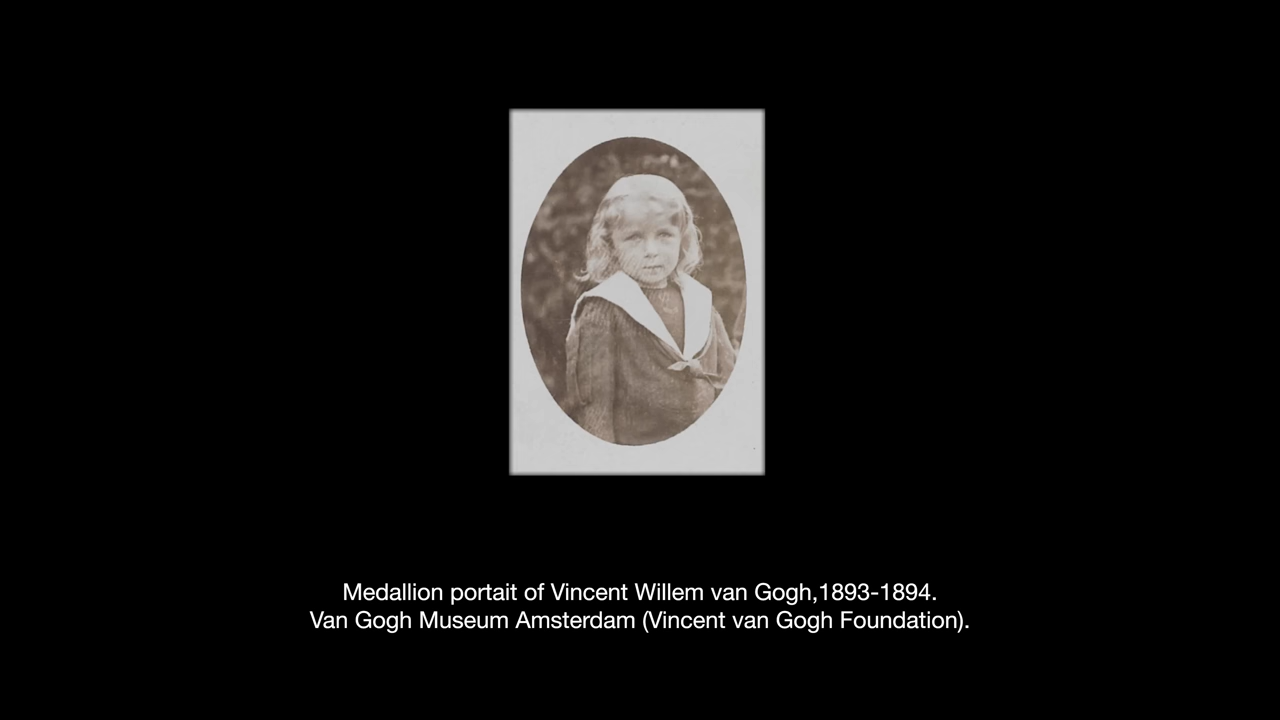 Medallion portait of Vincent Willem van Gogh,1893-1894.
Van Gogh Museum Amsterdam (Vincent van Gogh Foundation).